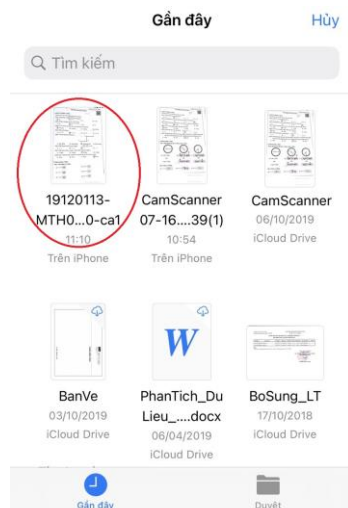 Gần đây
Hủy
Tìm kiếm
19120113-
MTH0...0-ca1
11:10
Trên iPhone
CamScanner
07-16....39(1)
10:54
Trên iPhone
CamScanner
06/10/2019
iCloud Drive
BanVe
03/10/2019
iCloud Drive
W
PhanTich_Du
Lieu_....docx
06/04/2019
iCloud Drive
BoSung_LT
17/10/2018
iCloud Drive
Gần đây
Duyệt